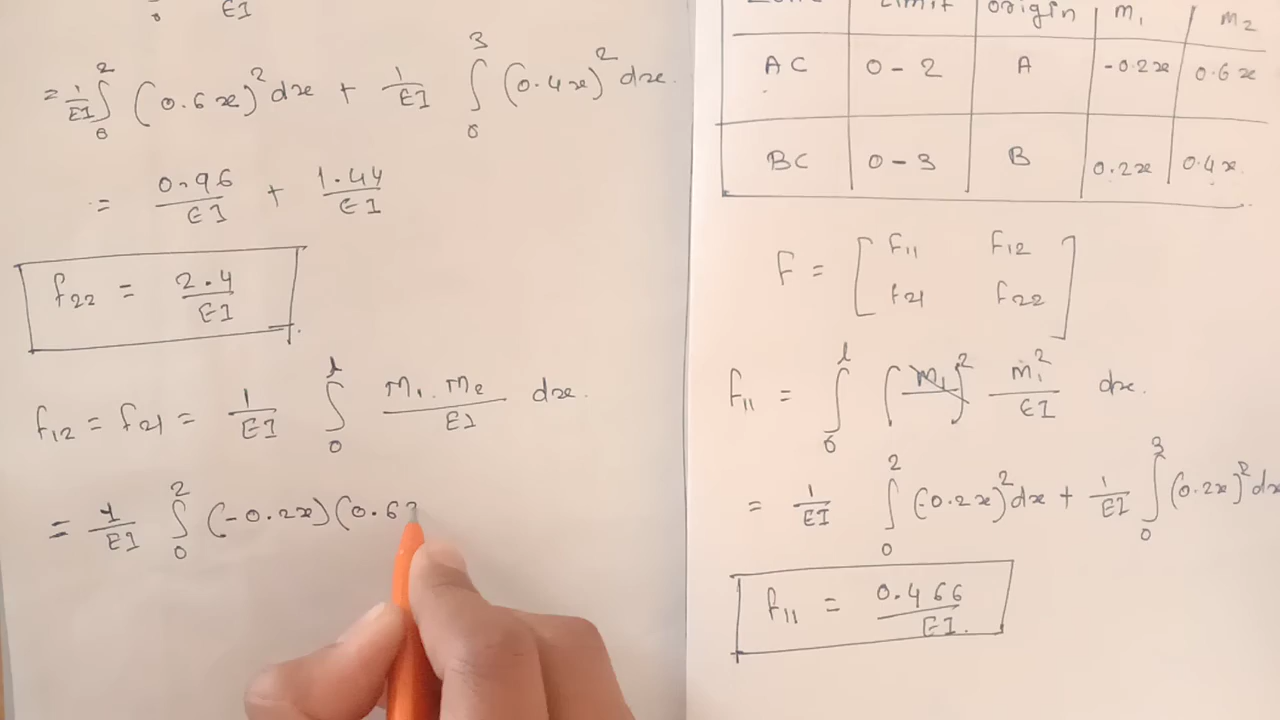 EI
= 1/EI ∫₀² (0.6x)² dx + 1/EI ∫₀³ (0.4x)² dx.
= 0.96/EI + 1.44/EI
f₂₂ = 2.4/EI
f₁₂ = f₂₁ = 1/EI ∫₀ˡ M₁. M₂/EI dx.
= 1/EI ∫₀² (-0.2x)(0.6
Limit origin m₁ m₂
AC 0-2 A -0.2x 0.6x
BC 0-3 B 0.2x 0.4x.
F = [F₁₁ F₁₂
f₂₁ F₂₂]
F₁₁ = ∫₀ˡ m₁²/EI dx.
= 1/EI ∫₀² (-0.2x)² dx + 1/EI ∫₀³ (0.2x)² dx
f₁₁ = 0.466/EI.